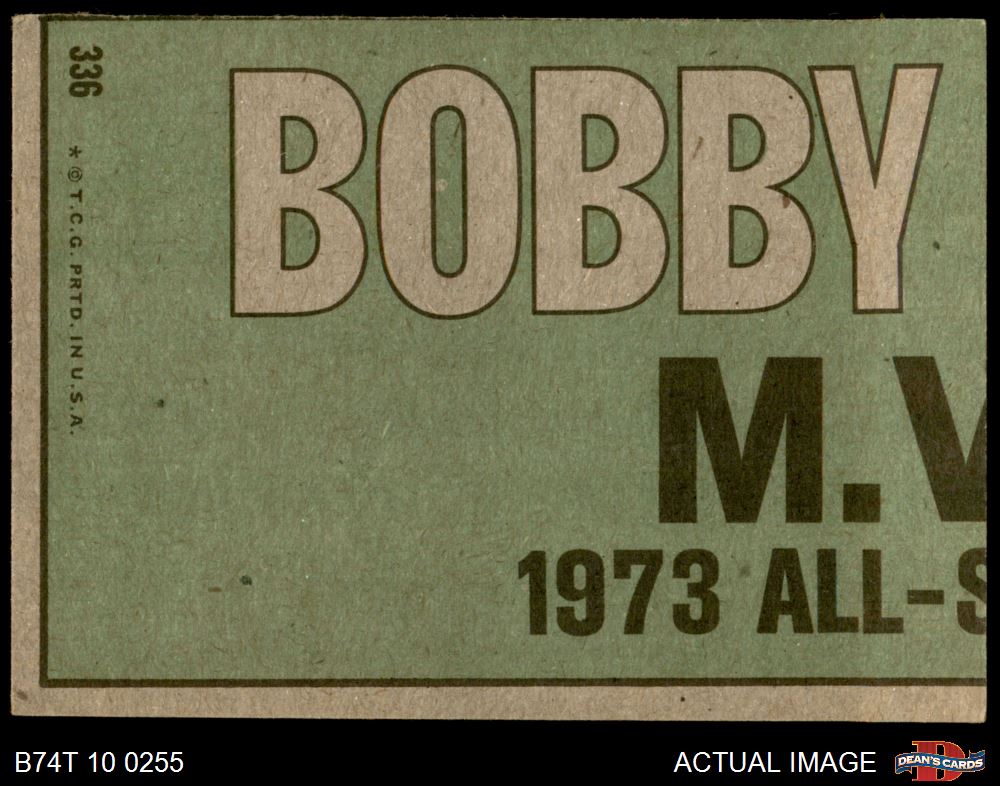 336
* © T.C.G. PRTD. IN U.S.A.
BOBBY
M.V
1973 ALL-S
B74T 10 0255
ACTUAL IMAGE
D
DEAN'S CARDS